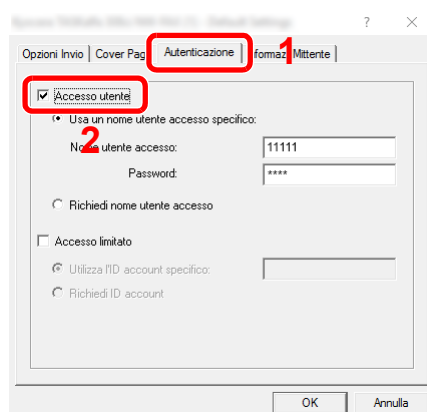 ?
Opzioni Invio Cover Pag Autenticazione 1 formaz Mittente
Accesso utente
Usa un nome utente accesso specifico:
2
Nome utente accesso: 11111
Password: ****
Richiedi nome utente accesso
Accesso limitato
Utilizza l'ID account specifico:
Richiedi ID account
OK Annulla